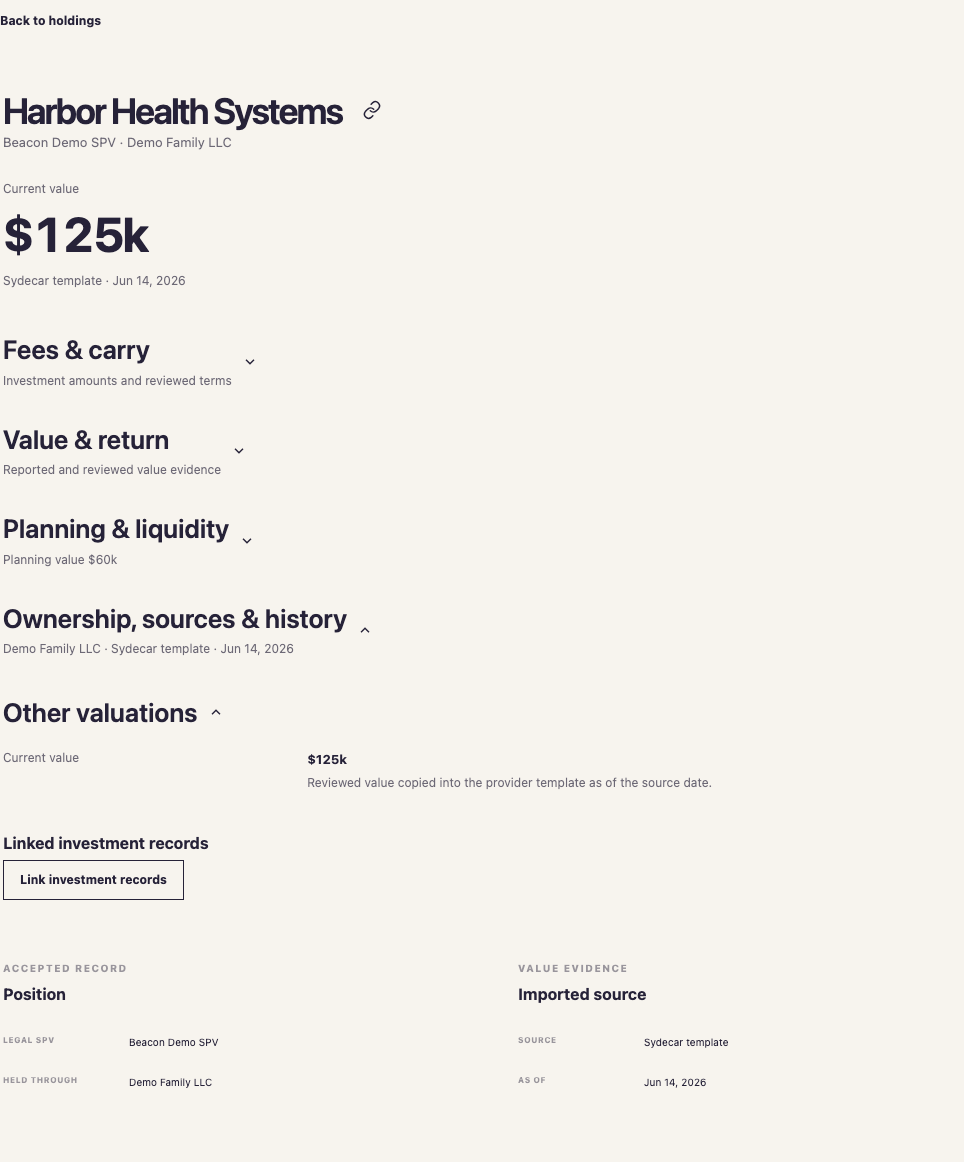 Back to holdings
Harbor Health Systems
Beacon Demo SPV · Demo Family LLC
Current value
$125k
Sydecar template · Jun 14, 2026
Fees & carry
Investment amounts and reviewed terms
Value & return
Reported and reviewed value evidence
Planning & liquidity
Planning value $60k
Ownership, sources & history
Demo Family LLC · Sydecar template · Jun 14, 2026
Other valuations
Current value
$125k
Reviewed value copied into the provider template as of the source date.
Linked investment records
Link investment records
ACCEPTED RECORD
Position
LEGAL SPV
Beacon Demo SPV
HELD THROUGH
Demo Family LLC
VALUE EVIDENCE
Imported source
SOURCE
Sydecar template
AS OF
Jun 14, 2026